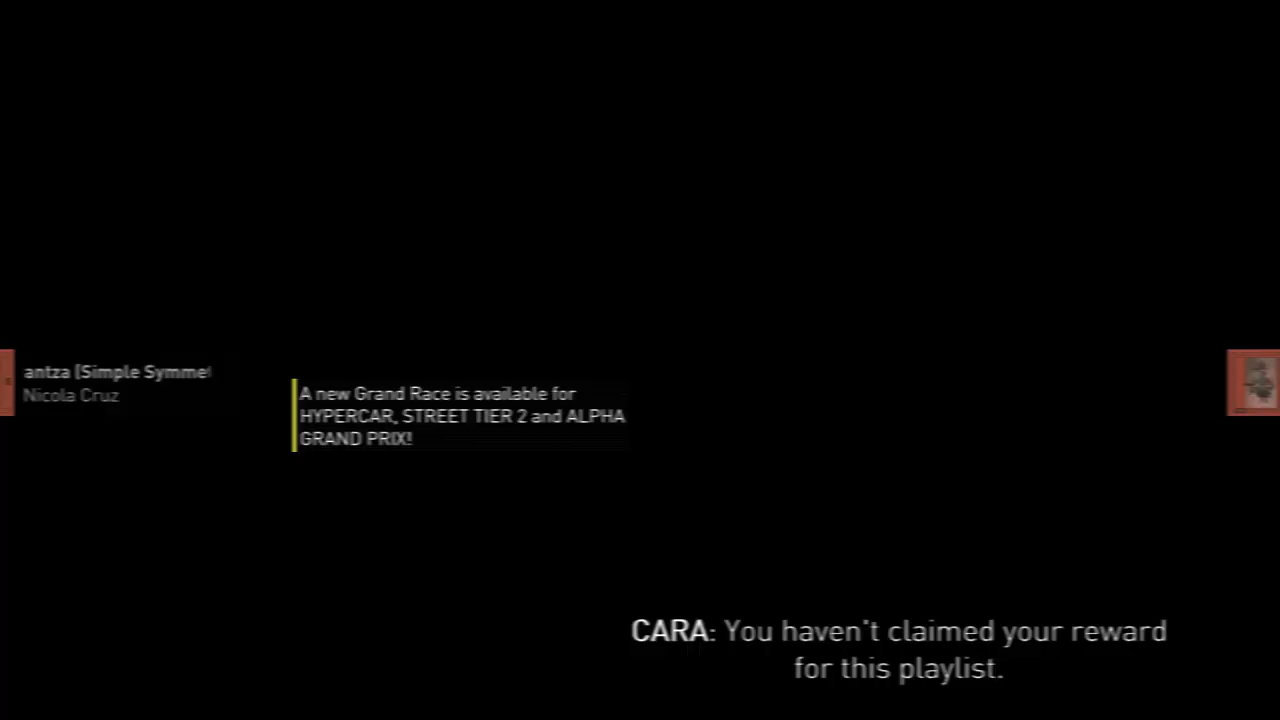 antza (Simple Symme
Nicola Cruz
A new Grand Race is available for
HYPERCAR, STREET TIER 2 and ALPHA
GRAND PRIX!
CARA: You haven't claimed your reward
for this playlist.